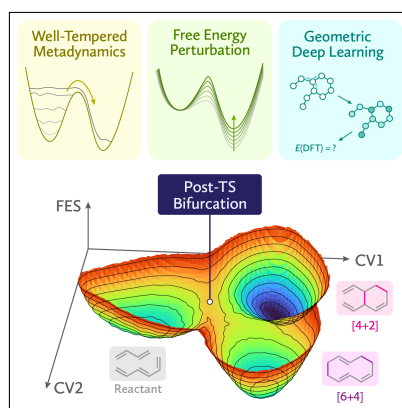 Well-Tempered
Metadynamics
Free Energy
Perturbation
Geometric
Deep Learning
E(DFT) = ?
Post-TS
Bifurcation
FES
CV1
[4+2]
Reactant
CV2
[6+4]